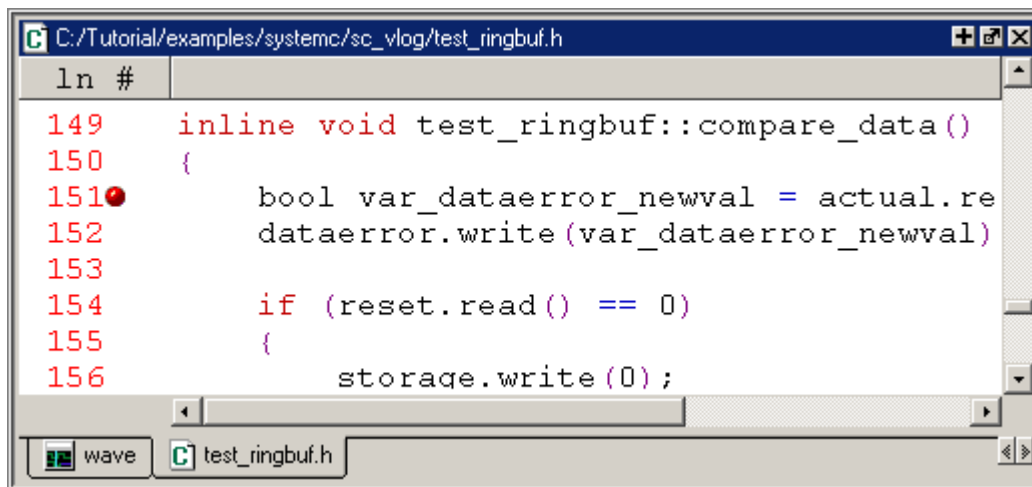 C:/Tutorial/examples/systemc/sc_vlog/test_ringbuf.h
ln #
149 inline void test_ringbuf::compare_data()
150 {
151 bool var_dataerror_newval = actual.re
152 dataerror.write(var_dataerror_newval)
153
154 if (reset.read() == 0)
155 {
156 storage.write(0);
wave test_ringbuf.h